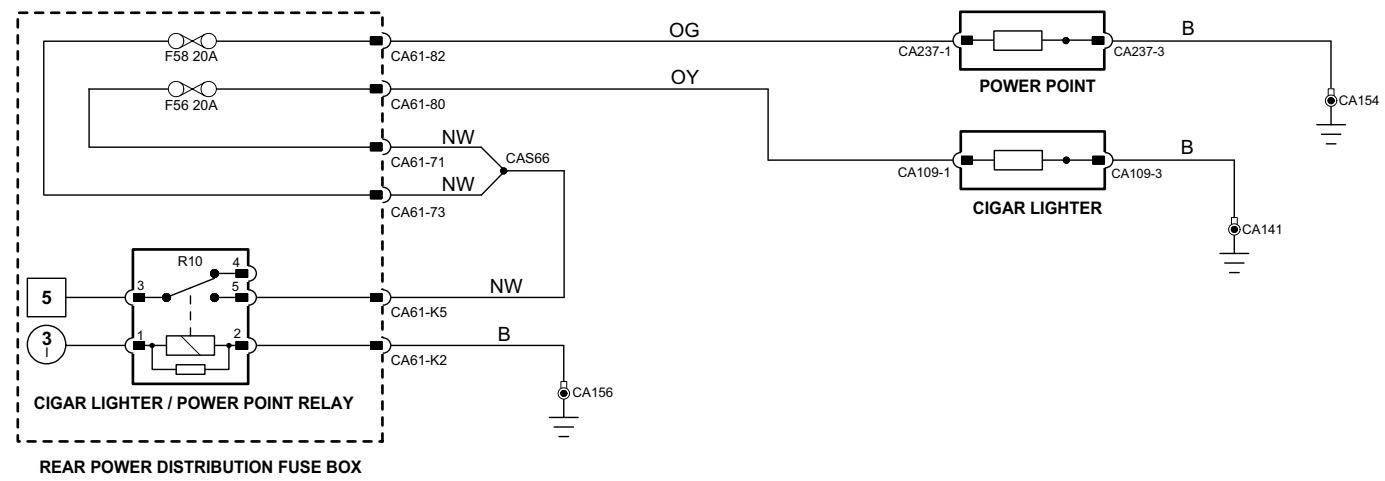 OG
B
F58 20A
CA61-82
CA237-1
CA237-3
POWER POINT
OY
F56 20A
CA61-80
CA154
NW
CA61-71
CAS66
B
NW
CA109-1
CA109-3
CA61-73
CIGAR LIGHTER
CA141
R10
4
3
5
5
NW
CA61-K5
3
I
1
2
B
CA61-K2
CA156
CIGAR LIGHTER / POWER POINT RELAY
REAR POWER DISTRIBUTION FUSE BOX